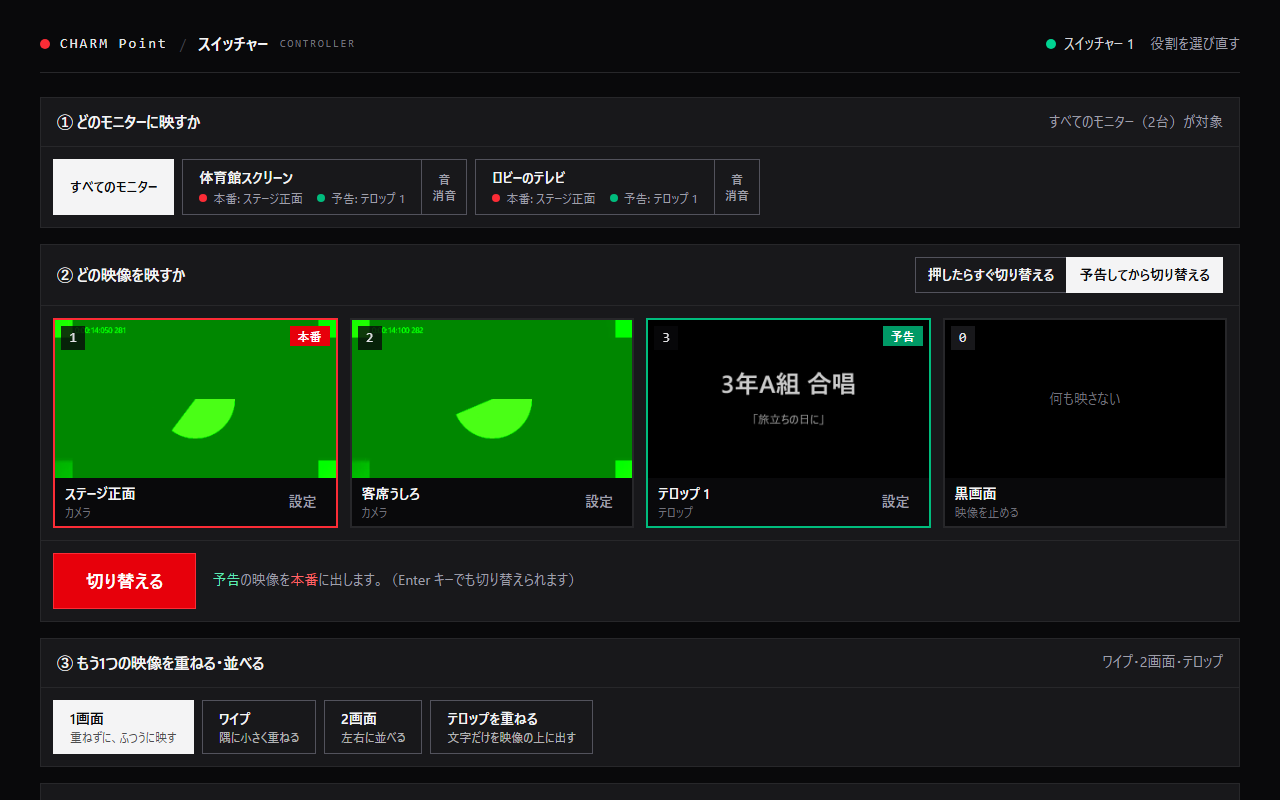 CHARM Point / スイッチャー CONTROLLER
スイッチャー 1 役割を選び直す
① どのモニターに映すか
すべてのモニター（2台）が対象
すべてのモニター
体育館スクリーン
本番: ステージ正面 予告: テロップ 1
音
消音
ロビーのテレビ
本番: ステージ正面 予告: テロップ 1
音
消音
② どの映像を映すか
押したらすぐ切り替える
予告してから切り替える
1
0:14:050 281
本番
ステージ正面
カメラ
設定
2
0:14:103 282
客席うしろ
カメラ
設定
3
予告
3年A組 合唱
「旅立ちの日に」
テロップ 1
テロップ
設定
0
何も映さない
黒画面
映像を止める
切り替える
予告の映像を本番に出します。（Enter キーでも切り替えられます）
③ もう1つの映像を重ねる・並べる
ワイプ・2画面・テロップ
1画面
重ねずに、ふつうに映す
ワイプ
隅に小さく重ねる
2画面
左右に並べる
テロップを重ねる
文字だけを映像の上に出す